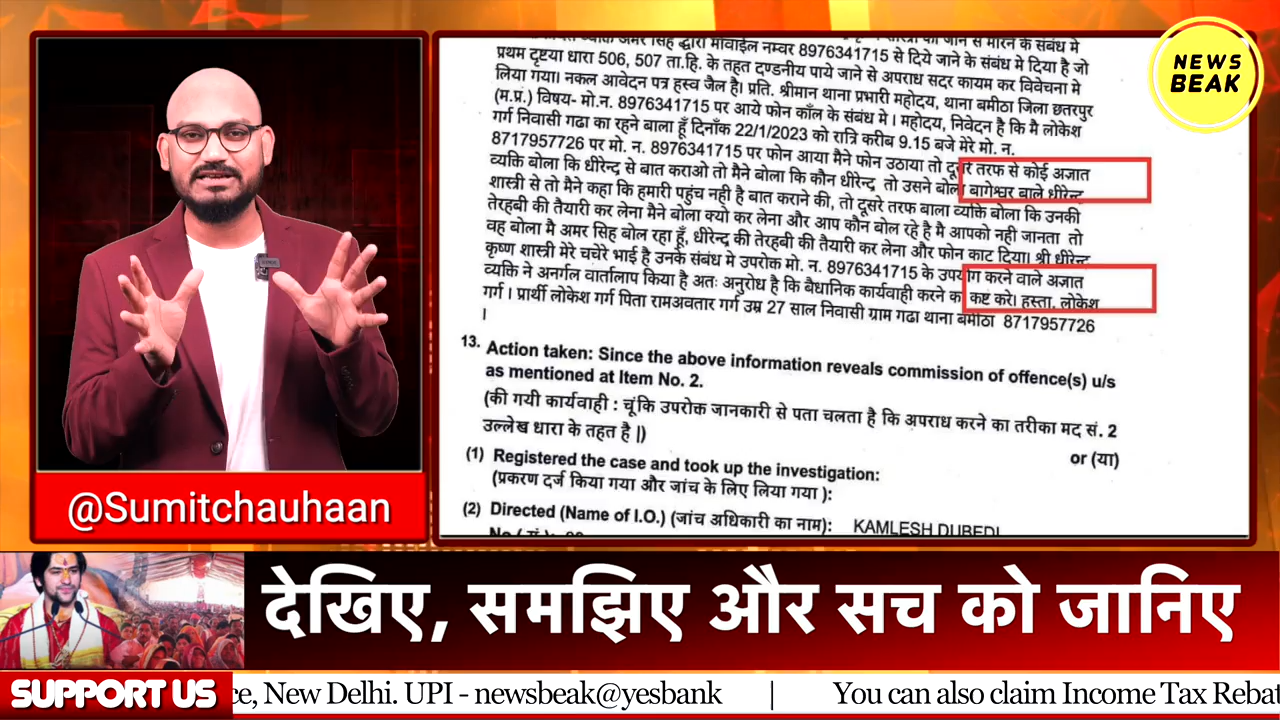 NEWS
BEAK
प्रथम दृष्टया धारा 506, 507 ता.हि. के तहत दण्डनीय पाये जाने से अपराध सदर कायम कर विवेचना मे
लिया गया। नकल आवेदन पत्र हस्व जैल है। प्रति. श्रीमान थाना प्रभारी महोदय, थाना बमीठा जिला छतरपुर
(म.प्र.) विषय- मो.न. 8976341715 पर आये फोन काँल के संबंध मे । महोदय, निवेदन है कि मै लोकेश
गर्ग निवासी गढा का रहने बाला हूँ दिनाँक 22/1/2023 को रात्रि करीब 9.15 बजे मेरे मो. न.
8717957726 पर मो. न. 8976341715 पर फोन आया मैने फोन उठाया तो दूसर तरफ से कोई अज्ञात
व्यक्ति बोला कि धीरेन्द्र से बात कराओ तो मैने बोला कि कौन धीरेन्द्र तो उसने बोला बागेश्वर बाले धीरेन्द्र
शास्त्री से तो मैने कहा कि हमारी पहुंच नही है बात कराने की, तो दूसरे तरफ बाला व्यक्ति बोला कि उनकी
तेरहबी की तैयारी कर लेना मैने बोला क्यो कर लेना और आप कौन बोल रहे है मै आपको नही जानता तो
वह बोला मै अमर सिह बोल रहा हूँ, धीरेन्द्र की तेरहबी की तैयारी कर लेना और फोन काट दिया। श्री धीरेन्द्र
कृष्ण शास्त्री मेरे चचेरे भाई है उनके संबंध मे उपरोक मो. न. 8976341715 के उपयोग करने वाले अज्ञात
व्यक्ति ने अनर्गल वार्तालाप किया है अतः अनुरोध है कि बैधानिक कार्यवाही करने का कष्ट करे। हस्ता. लोकेश
गर्ग । प्रार्थी लोकेश गर्ग पिता रामअवतार गर्ग उम्र 27 साल निवासी ग्राम गढा थाना बमीठा 8717957726
।
13. Action taken: Since the above information reveals commission of offence(s) u/s
as mentioned at Item No. 2.
(की गयी कार्यवाही : चूंकि उपरोक जानकारी से पता चलता है कि अपराध करने का तरीका मद सं. 2
उल्लेख धारा के तहत है |)
(1) Registered the case and took up the investigation: or (या)
(प्रकरण दर्ज किया गया और जांच के लिए लिया गया ):
(2) Directed (Name of I.O.) (जांच अधिकारी का नाम): KAMLESH DUBEDI
@Sumitchauhaan
देखिए, समझिए और सच को जानिए
SUPPORT US ce, New Delhi. UPI - newsbeak@yesbank | You can also claim Income Tax Rebat